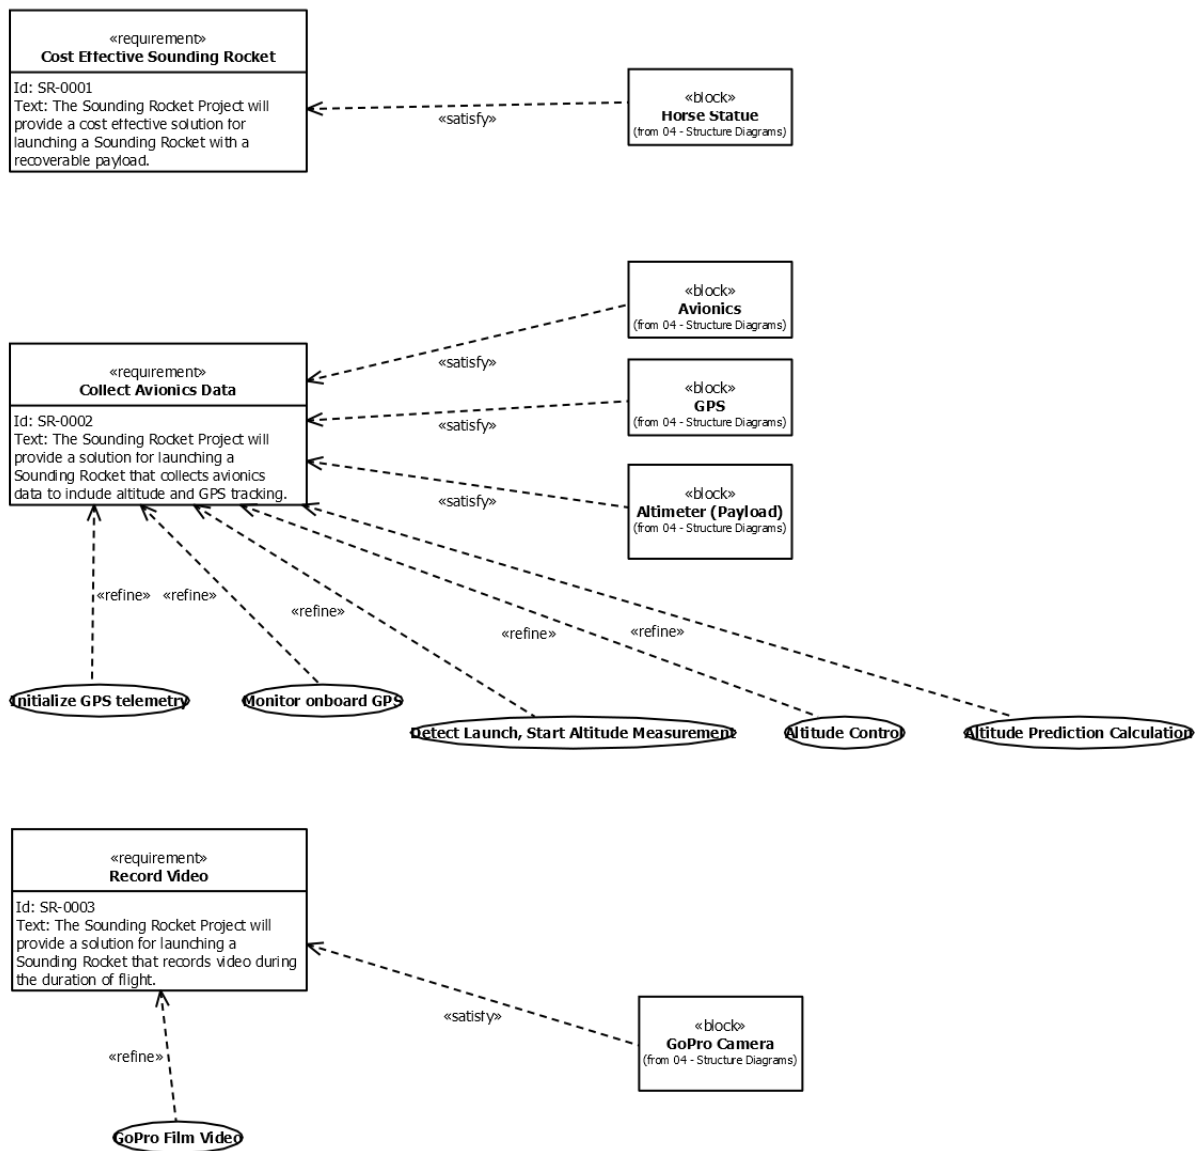 «requirement»
Cost Effective Sounding Rocket
Id: SR-0001
Text: The Sounding Rocket Project will
provide a cost effective solution for
launching a Sounding Rocket with a
recoverable payload.
«satisfy»
«block»
Horse Statue
(from 04 - Structure Diagrams)
«block»
Avionics
(from 04 - Structure Diagrams)
«satisfy»
«requirement»
Collect Avionics Data
Id: SR-0002
Text: The Sounding Rocket Project will
provide a solution for launching a
Sounding Rocket that collects avionics
data to include altitude and GPS tracking.
«block»
GPS
(from 04 - Structure Diagrams)
«satisfy»
«block»
Altimeter (Payload)
(from 04 - Structure Diagrams)
«satisfy»
«refine»
«refine»
«refine»
«refine»
«refine»
Initialize GPS telemetry
Monitor onboard GPS
Detect Launch, Start Altitude Measurement
Altitude Control
Altitude Prediction Calculation
«requirement»
Record Video
Id: SR-0003
Text: The Sounding Rocket Project will
provide a solution for launching a
Sounding Rocket that records video during
the duration of flight.
«satisfy»
«block»
GoPro Camera
(from 04 - Structure Diagrams)
«refine»
GoPro Film Video